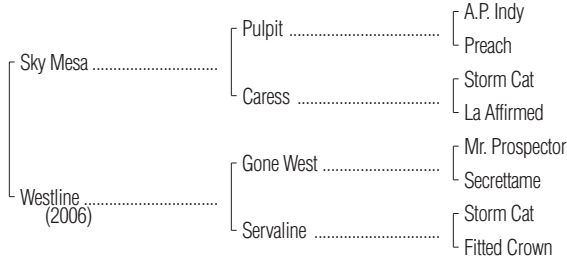 A.P. Indy
Pulpit
Preach
Sky Mesa
Storm Cat
Caress
La Affirmed
Mr. Prospector
Gone West
Secrettame
Westline
(2006)
Storm Cat
Servaline
Fitted Crown